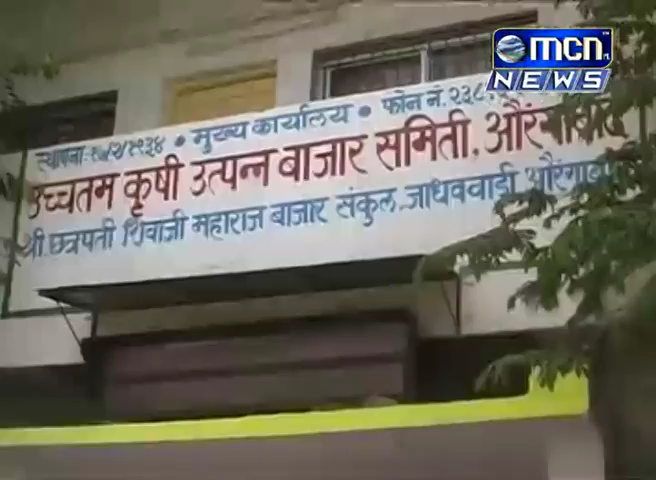 mcn
NEWS
स्थापना: • मुख्य कार्यालय • फोन नं.
उच्चतम कृषी उत्पन्न बाजार समिती, औरंगाबाद
श्री. छत्रपती शिवाजी महाराज बाजार संकुल, जाधववाडी, औरंगाबाद